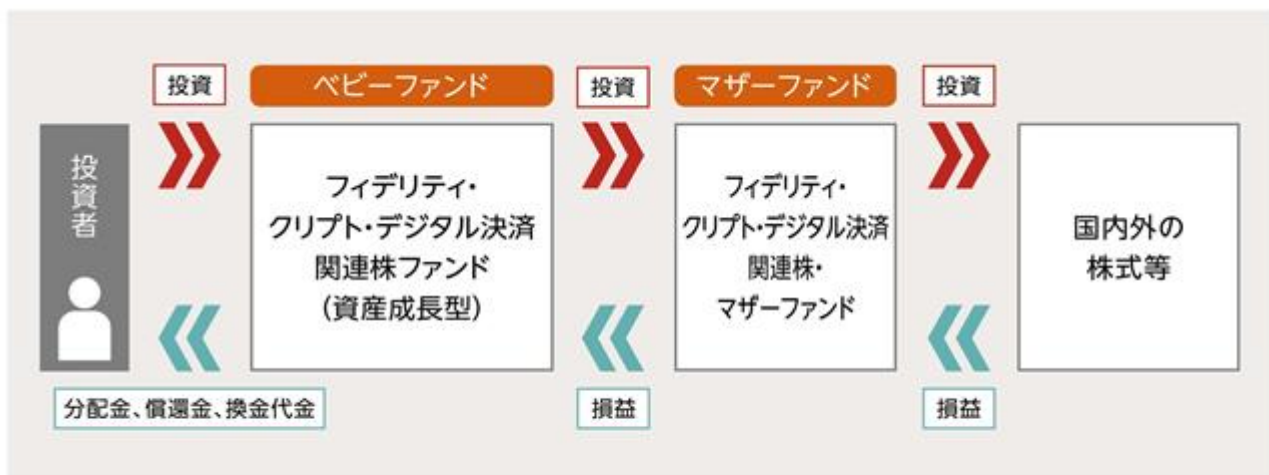 投資
ベビーファンド
投資
マザーファンド
投資
投資者
フィデリティ・
クリプト・デジタル決済
関連株ファンド
(資産成長型)
フィデリティ・
クリプト・デジタル決済
関連株・
マザーファンド
国内外の
株式等
分配金、償還金、換金代金
損益
損益